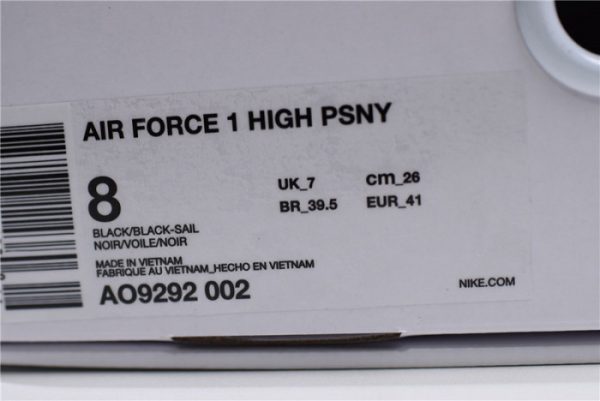 AIR FORCE 1 HIGH PSNY
8
UK_7 cm_26
BR_39.5 EUR_41
BLACK/BLACK-SAIL
NOIR/VOILE/NOIR
MADE IN VIETNAM
FABRIQUE AU VIETNAM_HECHO EN VIETNAM
AO9292 002
NIKE.COM